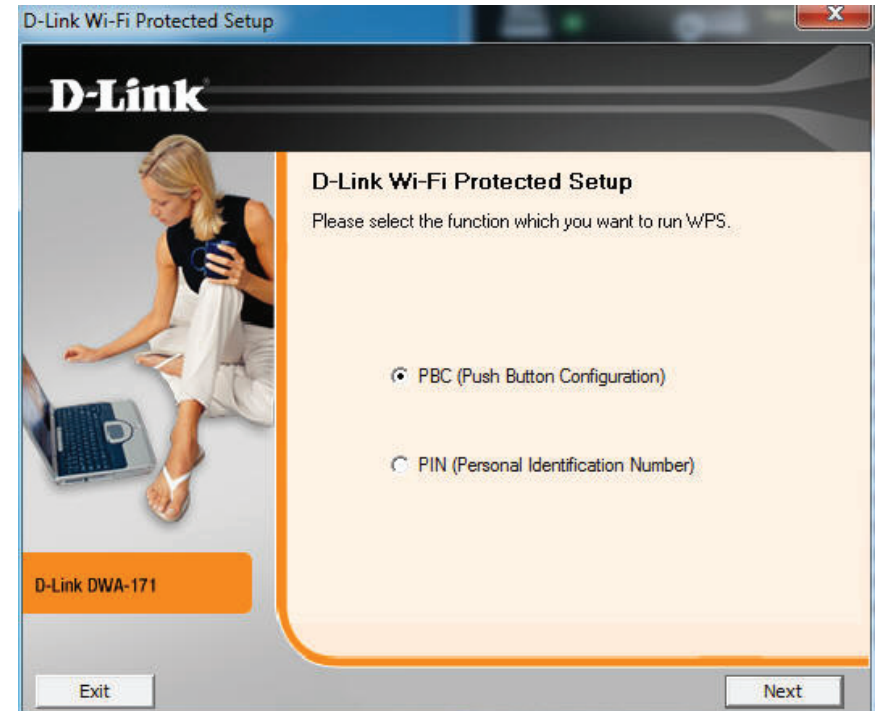 D-Link Wi-Fi Protected Setup
D-Link
D-Link Wi-Fi Protected Setup
Please select the function which you want to run WPS.
PBC (Push Button Configuration)
PIN (Personal Identification Number)
D-Link DWA-171
Exit
Next